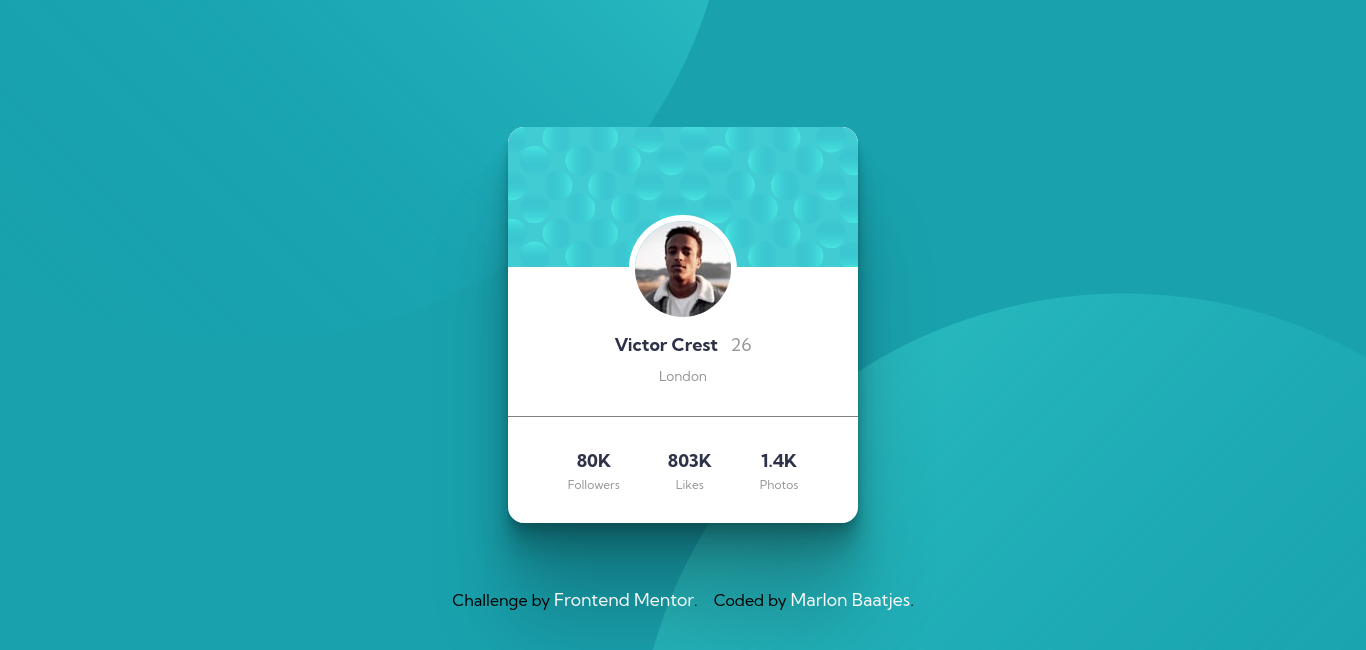 Victor Crest 26
London
80K 803K 1.4K
Followers Likes Photos
Challenge by Frontend Mentor. Coded by Marlon Baatjes.